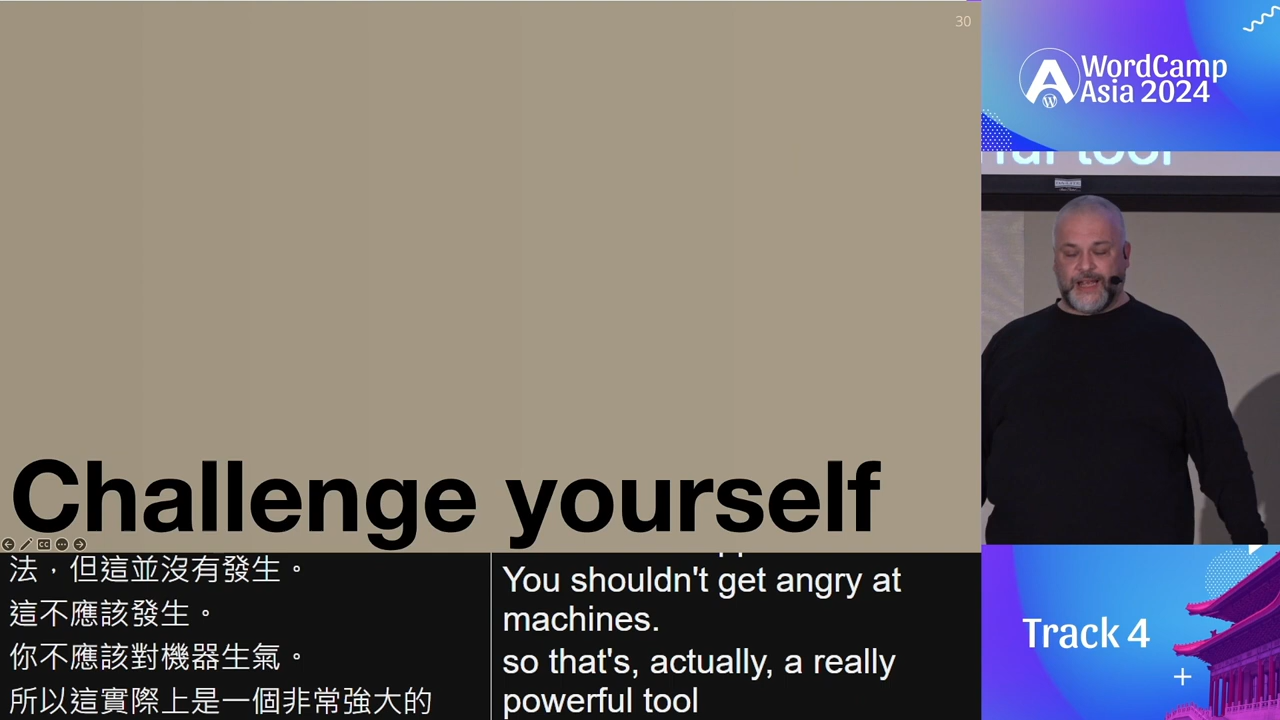 30
Challenge yourself
法，但這並沒有發生。
這不應該發生。
你不應該對機器生氣。
所以這實際上是一個非常強大的
You shouldn't get angry at
machines.
so that's, actually, a really
powerful tool
WordCamp
Asia 2024
tool
Track 4